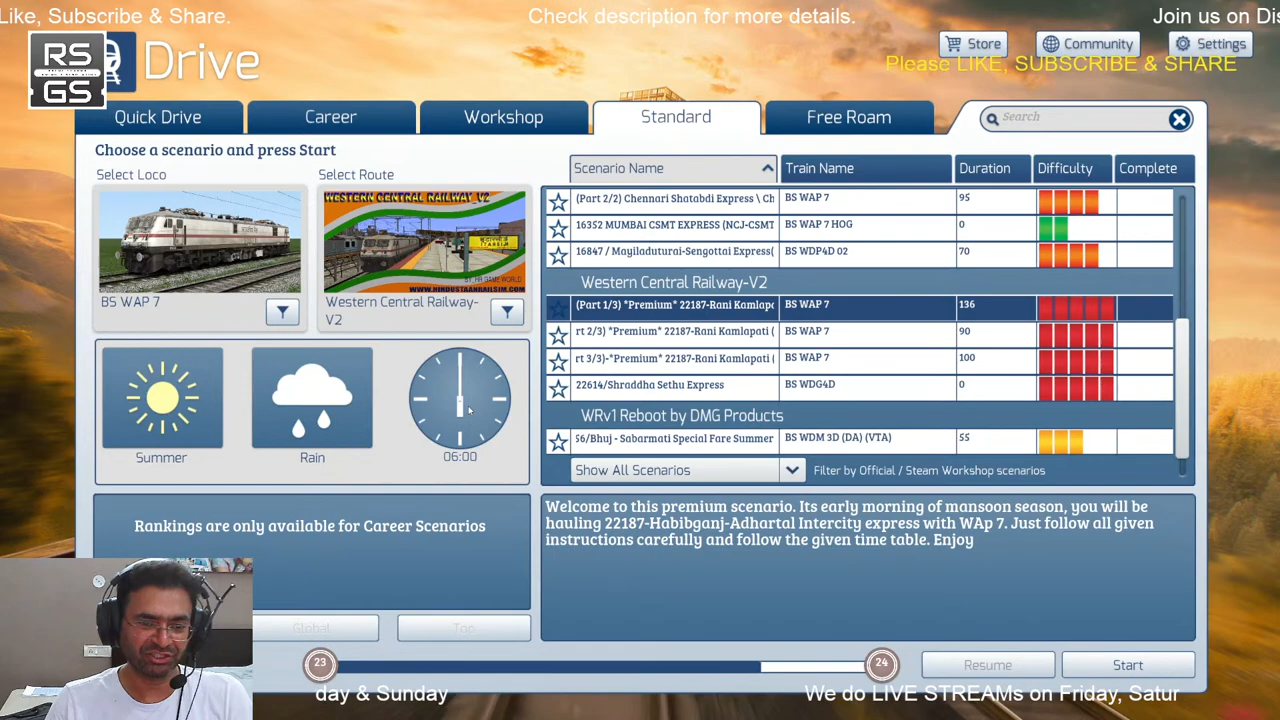 Like, Subscribe & Share.
Check description for more details.
Join us on Dis
RS
GS
Drive
Store
Community
Settings
Please LIKE, SUBSCRIBE & SHARE
Quick Drive
Career
Workshop
Standard
Free Roam
Search
Choose a scenario and press Start
Select Loco
Select Route
WESTERN CENTRAL RAILWAY_V2
WWW.HINDUSTAANRAILSIM.COM
BS WAP 7
Western Central Railway-
V2
Summer
Rain
06:00
Scenario Name
Train Name
Duration
Difficulty
Complete
(Part 2/2) Chennari Shatabdi Express \ Ch
BS WAP 7
95
16352 MUMBAI CSMT EXPRESS (NCJ-CSMT
BS WAP 7 HOG
0
16847 / Mayiladuturai-Sengottai Express(
BS WDP4D 02
70
Western Central Railway-V2
(Part 1/3) *Premium* 22187-Rani Kamlapa
BS WAP 7
136
rt 2/3) *Premium* 22187-Rani Kamlapati (
BS WAP 7
90
rt 3/3)-*Premium* 22187-Rani Kamlapati (
BS WAP 7
100
22614/Shraddha Sethu Express
BS WDG4D
0
WRv1 Reboot by DMG Products
56/Bhuj - Sabarmati Special Fare Summer
BS WDM 3D (DA) (VTA)
55
Show All Scenarios
Filter by Official / Steam Workshop scenarios
Rankings are only available for Career Scenarios
Welcome to this premium scenario. Its early morning of mansoon season, you will be
hauling 22187-Habibganj-Adhartal Intercity express with WAp 7. Just follow all given
instructions carefully and follow the given time table. Enjoy
Global
Top
23
24
Resume
Start
day & Sunday
We do LIVE STREAMs on Friday, Satur